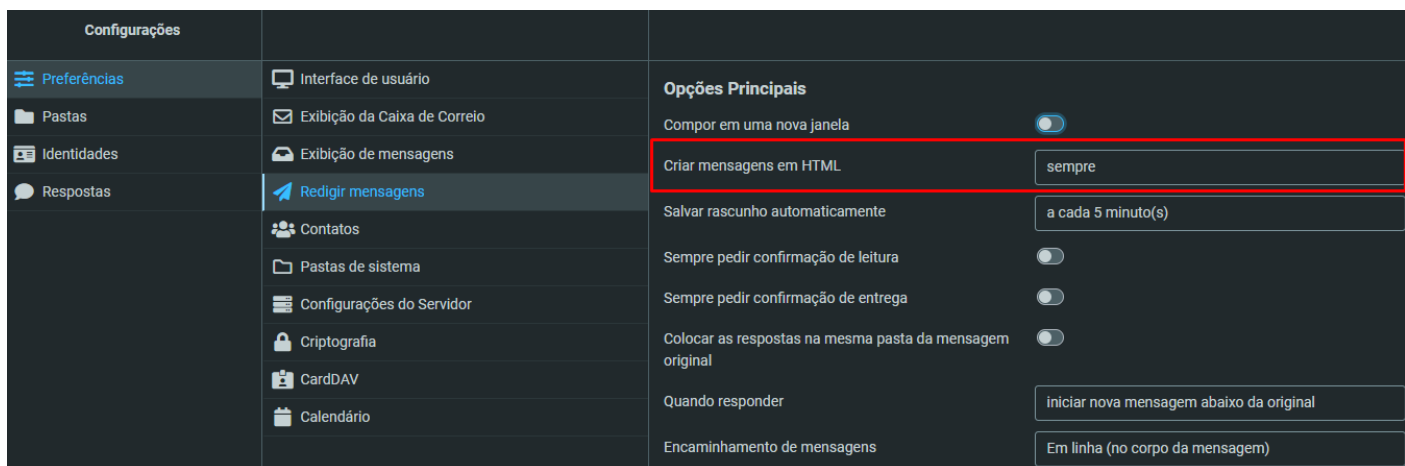 Configurações
Preferências
Pastas
Identidades
Respostas
Interface de usuário
Exibição da Caixa de Correio
Exibição de mensagens
Redigir mensagens
Contatos
Pastas de sistema
Configurações do Servidor
Criptografia
CardDAV
Calendário
Opções Principais
Compor em uma nova janela
Criar mensagens em HTML
sempre
Salvar rascunho automaticamente
a cada 5 minuto(s)
Sempre pedir confirmação de leitura
Sempre pedir confirmação de entrega
Colocar as respostas na mesma pasta da mensagem
original
Quando responder
iniciar nova mensagem abaixo da original
Encaminhamento de mensagens
Em linha (no corpo da mensagem)